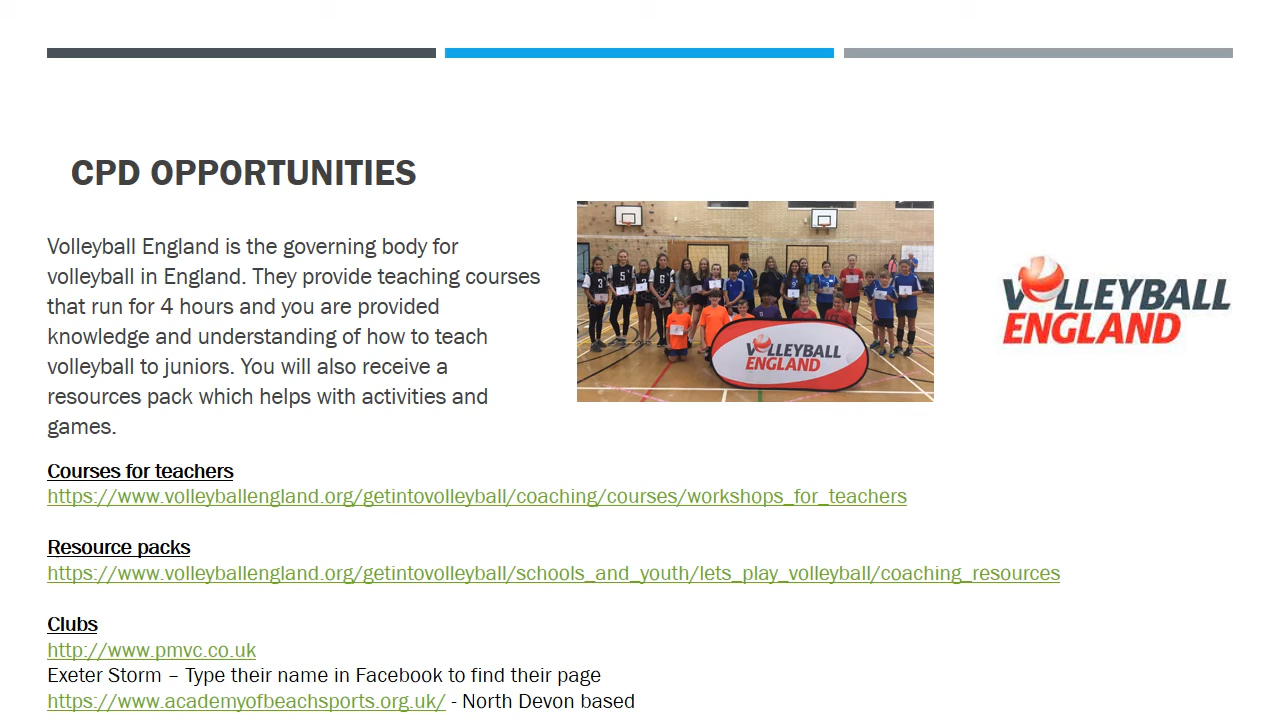 CPD OPPORTUNITIES
Volleyball England is the governing body for
volleyball in England. They provide teaching courses
that run for 4 hours and you are provided
knowledge and understanding of how to teach
volleyball to juniors. You will also receive a
resources pack which helps with activities and
games.
5
3
6
VOLLEYBALL
ENGLAND
VOLLEYBALL
ENGLAND
Courses for teachers
https://www.volleyballengland.org/getintovolleyball/coaching/courses/workshops_for_teachers
Resource packs
https://www.volleyballengland.org/getintovolleyball/schools_and_youth/lets_play_volleyball/coaching_resources
Clubs
http://www.pmvc.co.uk
Exeter Storm – Type their name in Facebook to find their page
https://www.academyofbeachsports.org.uk/ - North Devon based